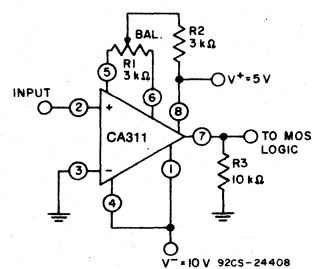 BAL.
R2
3 kΩ
R1
3 kΩ
V+ = 5V
5
6
8
INPUT
2
+
CA311
7
TO MOS
LOGIC
3
−
1
R3
10 kΩ
4
V− = 10 V 92CS-24408